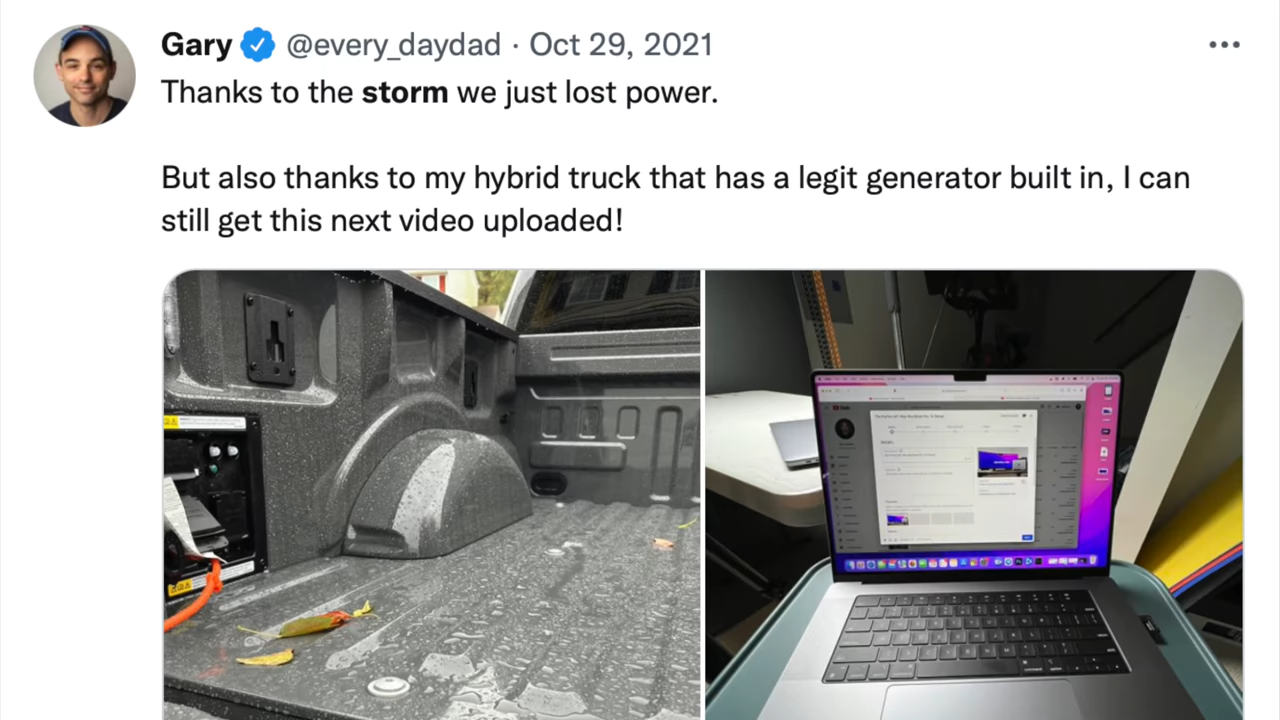 Gary @every_daydad · Oct 29, 2021
Thanks to the storm we just lost power.
But also thanks to my hybrid truck that has a legit generator built in, I can
still get this next video uploaded!